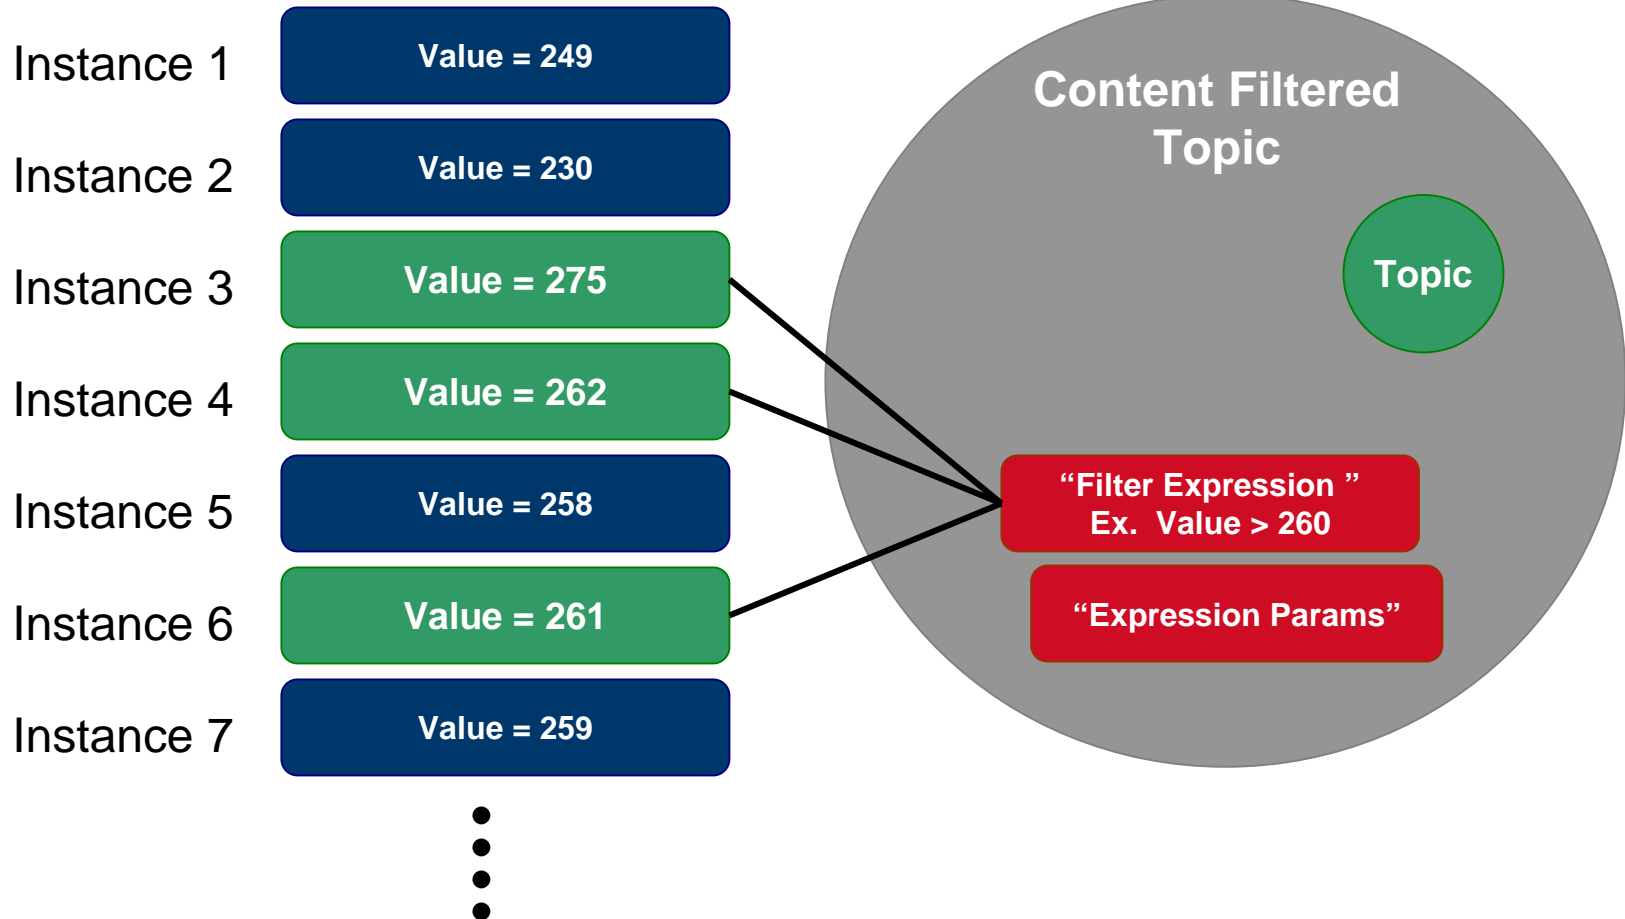 Instance 1
Value = 249
Instance 2
Value = 230
Instance 3
Value = 275
Instance 4
Value = 262
Instance 5
Value = 258
Instance 6
Value = 261
Instance 7
Value = 259
Content Filtered
Topic
Topic
“Filter Expression ”
Ex.  Value > 260
“Expression Params”